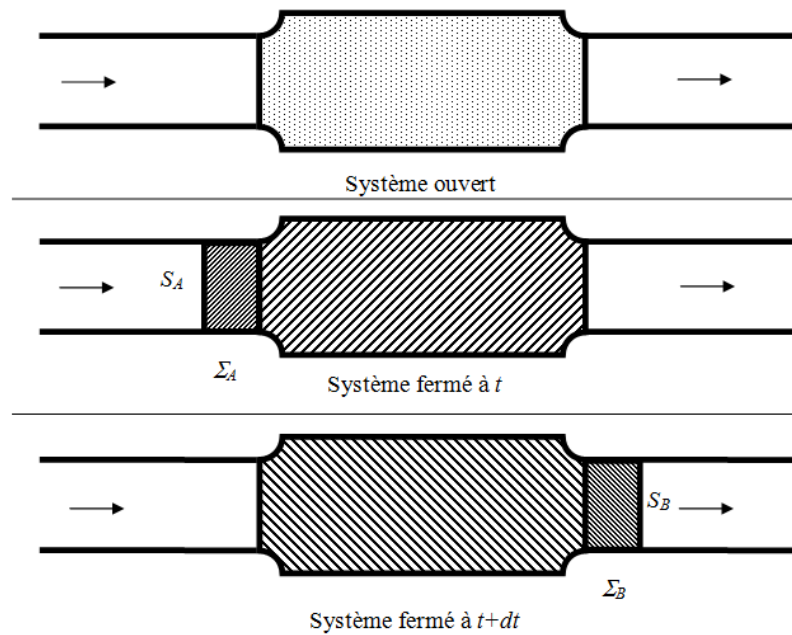 Système ouvert
S_A
Σ_A
Système fermé à t
S_B
Σ_B
Système fermé à t+dt